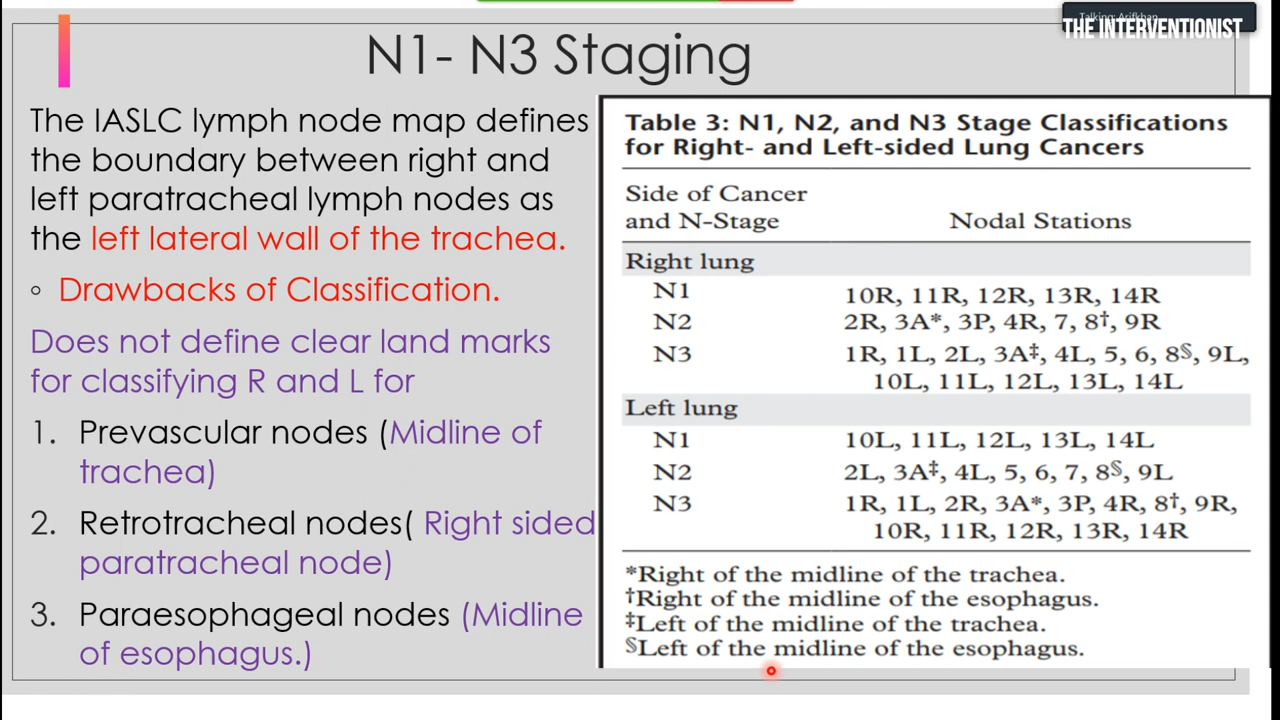 Talking: Arifkhan
THE INTERVENTIONIST
N1- N3 Staging
The IASLC lymph node map defines
the boundary between right and
left paratracheal lymph nodes as
the left lateral wall of the trachea.
◦ Drawbacks of Classification.
Does not define clear land marks
for classifying R and L for
1. Prevascular nodes (Midline of
trachea)
2. Retrotracheal nodes( Right sided
paratracheal node)
3. Paraesophageal nodes (Midline
of esophagus.)
Table 3: N1, N2, and N3 Stage Classifications
for Right- and Left-sided Lung Cancers
Side of Cancer
and N-Stage Nodal Stations
Right lung
N1 10R, 11R, 12R, 13R, 14R
N2 2R, 3A*, 3P, 4R, 7, 8†, 9R
N3 1R, 1L, 2L, 3A‡, 4L, 5, 6, 8§, 9L,
10L, 11L, 12L, 13L, 14L
Left lung
N1 10L, 11L, 12L, 13L, 14L
N2 2L, 3A‡, 4L, 5, 6, 7, 8§, 9L
N3 1R, 1L, 2R, 3A*, 3P, 4R, 8†, 9R,
10R, 11R, 12R, 13R, 14R
*Right of the midline of the trachea.
†Right of the midline of the esophagus.
‡Left of the midline of the trachea.
§Left of the midline of the esophagus.